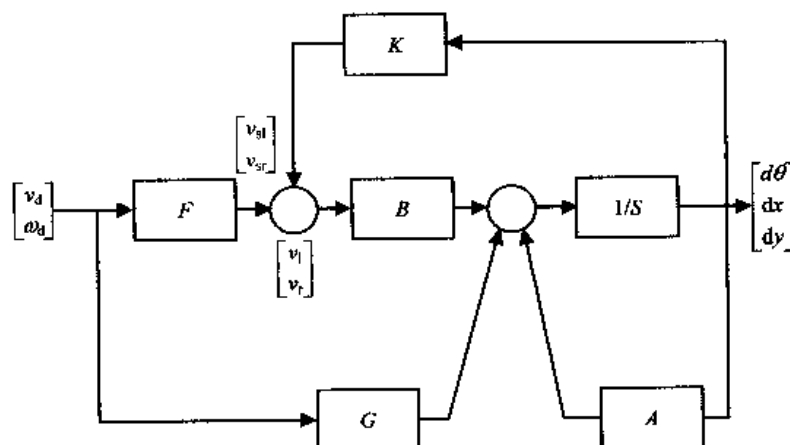 K
v_sl
v_sr
v_d
ω_d
F
B
1/S
dθ
dx
dy
v_l
v_r
G
A